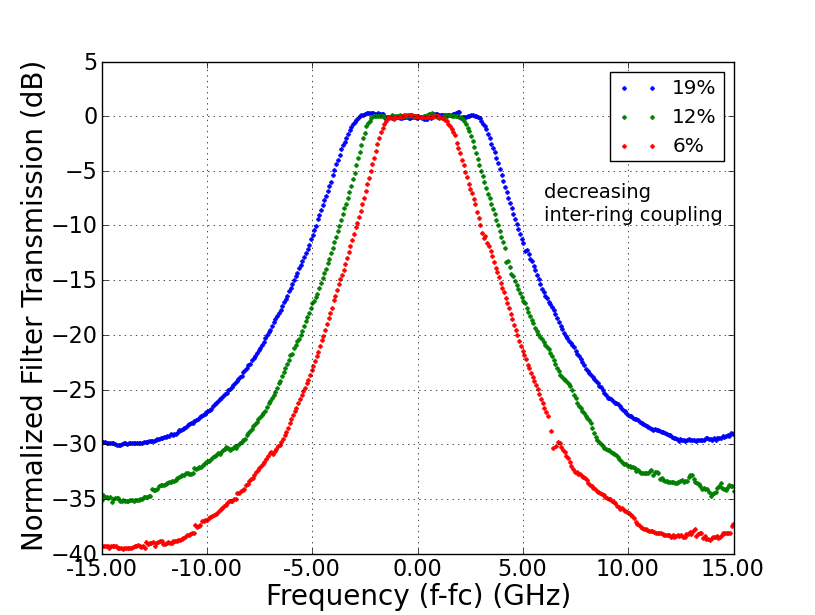 5
0
−5
−10
−15
−20
−25
−30
−35
−40
Normalized Filter Transmission (dB)
19%
12%
6%
decreasing
inter-ring coupling
-15.00 -10.00 -5.00 0.00 5.00 10.00 15.00
Frequency (f-fc) (GHz)